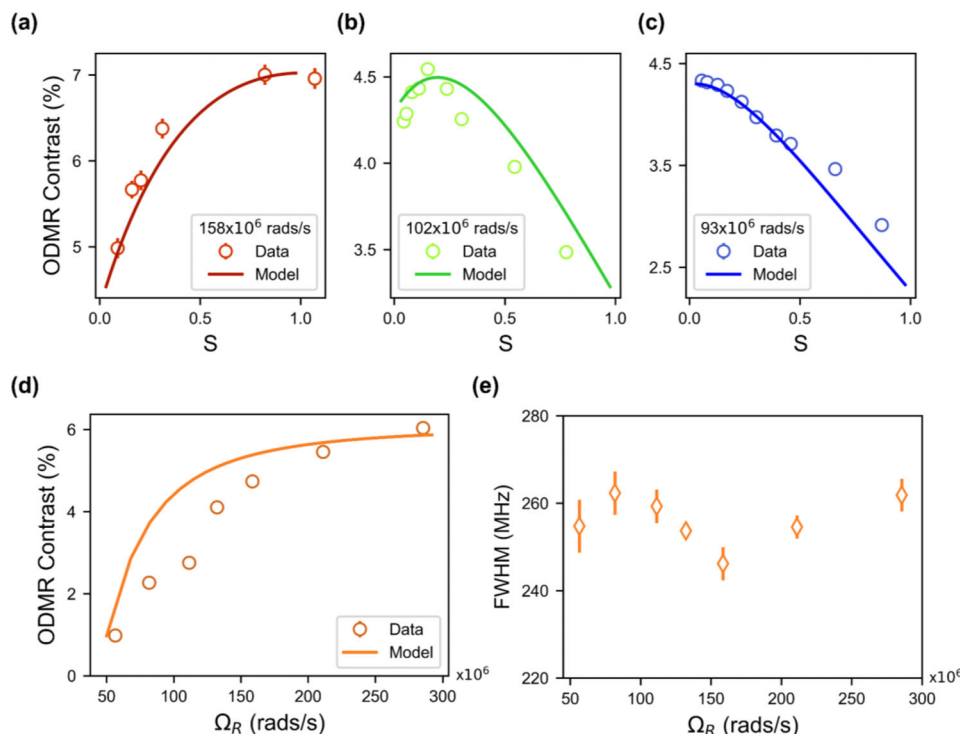 (a)
ODMR Contrast (%)
7
6
5
158x10⁶ rads/s
Data
Model
0.0
0.5
1.0
S
(b)
4.5
4.0
3.5
102x10⁶ rads/s
Data
Model
0.0
0.5
1.0
S
(c)
4.5
3.5
2.5
93x10⁶ rads/s
Data
Model
0.0
0.5
1.0
S
(d)
ODMR Contrast (%)
6
4
2
0
Data
Model
50
100
150
200
250
300
x10⁶
Ω_R (rads/s)
(e)
FWHM (MHz)
280
260
240
220
50
100
150
200
250
300
x10⁶
Ω_R (rads/s)